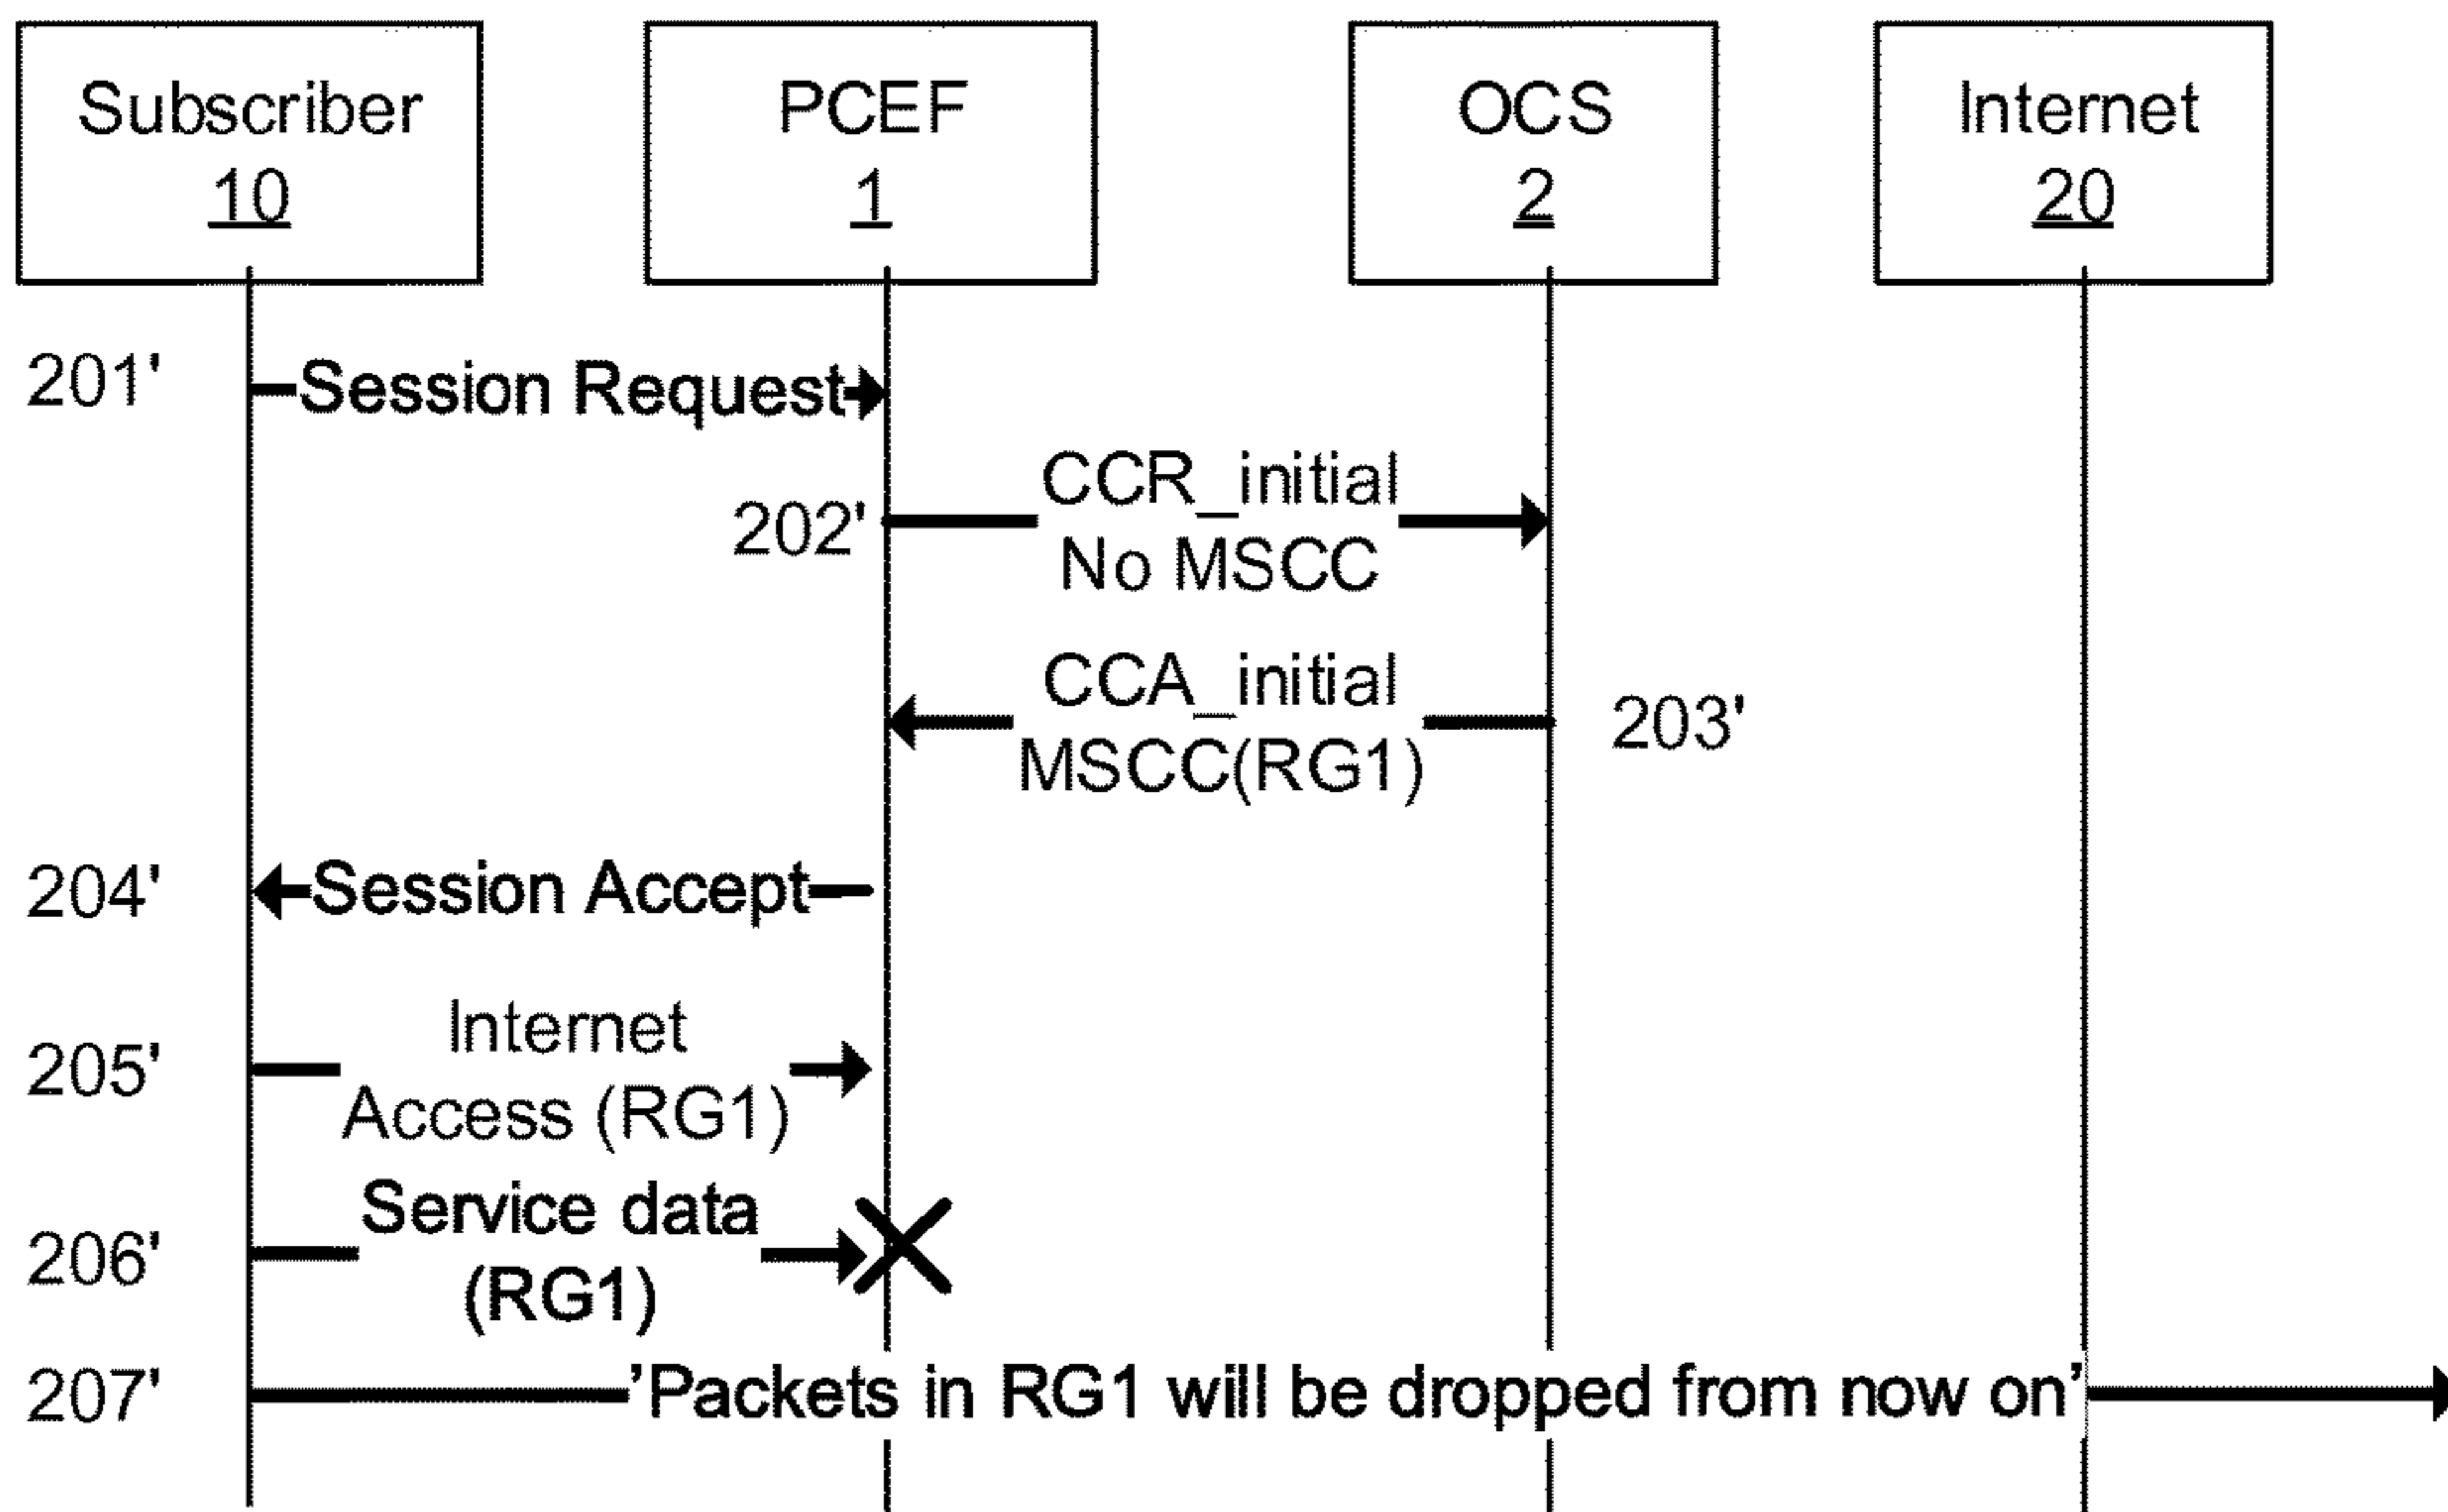 Subscriber
10
PCEF
1
OCS
2
Internet
20
201'
Session Request
202'
CCR_initial
No MSCC
CCA_initial
MSCC(RG1)
203'
204'
Session Accept
205'
Internet
Access (RG1)
206'
Service data
(RG1)
207'
'Packets in RG1 will be dropped from now on'